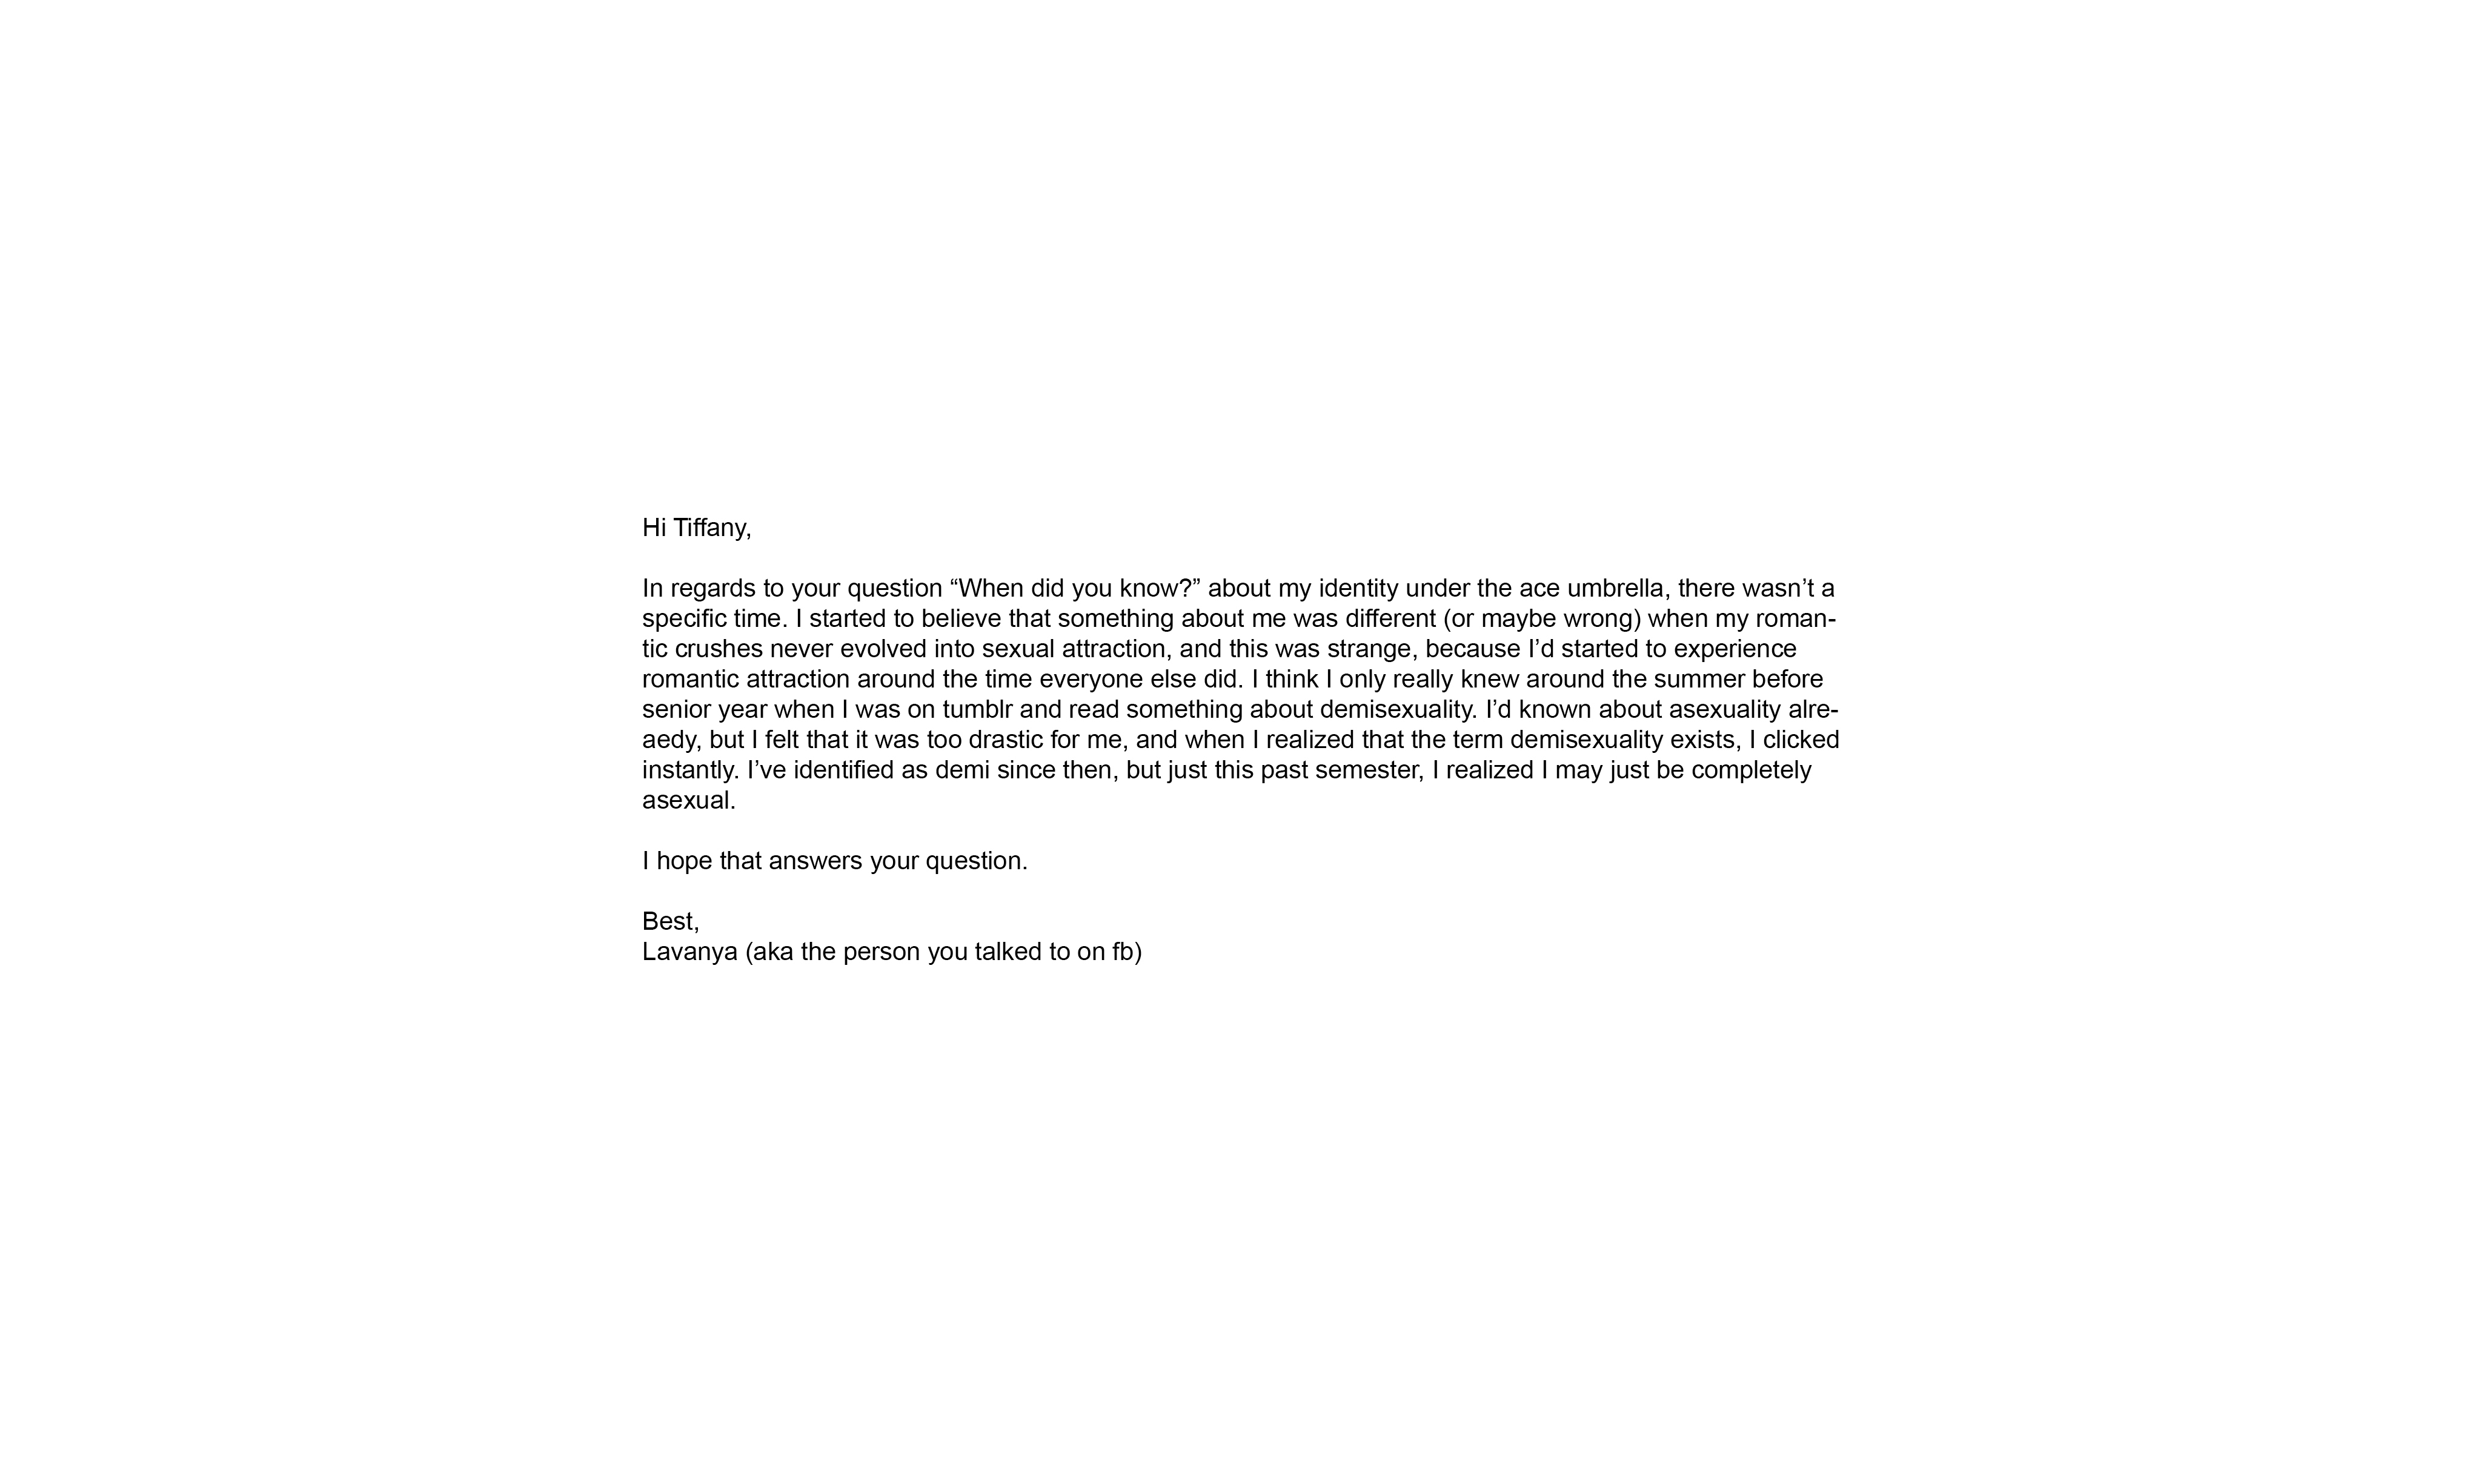 Hi Tiffany,
In regards to your question “When did you know?” about my identity under the ace umbrella, there wasn’t a
specific time. I started to believe that something about me was different (or maybe wrong) when my roman-
tic crushes never evolved into sexual attraction, and this was strange, because I’d started to experience
romantic attraction around the time everyone else did. I think I only really knew around the summer before
senior year when I was on tumblr and read something about demisexuality. I’d known about asexuality alre-
aedy, but I felt that it was too drastic for me, and when I realized that the term demisexuality exists, I clicked
instantly. I’ve identified as demi since then, but just this past semester, I realized I may just be completely
asexual.
I hope that answers your question.
Best,
Lavanya (aka the person you talked to on fb)